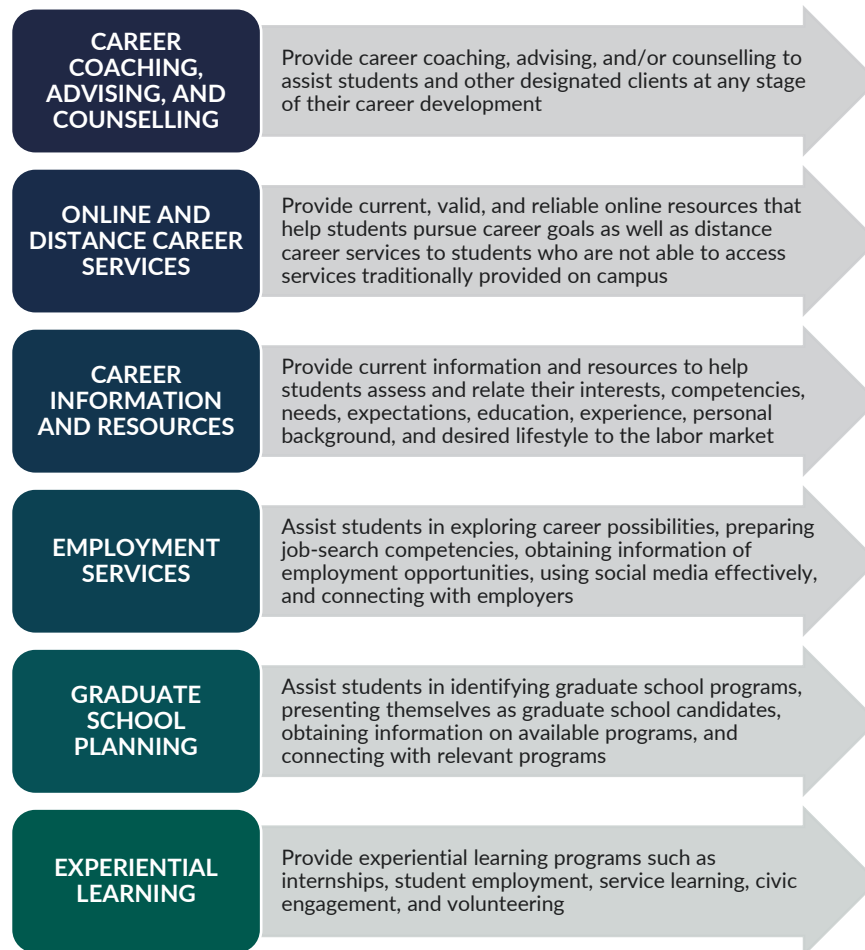 CAREER
COACHING,
ADVISING, AND
COUNSELLING
Provide career coaching, advising, and/or counselling to
assist students and other designated clients at any stage
of their career development
ONLINE AND
DISTANCE CAREER
SERVICES
Provide current, valid, and reliable online resources that
help students pursue career goals as well as distance
career services to students who are not able to access
services traditionally provided on campus
CAREER
INFORMATION
AND RESOURCES
Provide current information and resources to help
students assess and relate their interests, competencies,
needs, expectations, education, experience, personal
background, and desired lifestyle to the labor market
EMPLOYMENT
SERVICES
Assist students in exploring career possibilities, preparing
job-search competencies, obtaining information of
employment opportunities, using social media effectively,
and connecting with employers
GRADUATE
SCHOOL
PLANNING
Assist students in identifying graduate school programs,
presenting themselves as graduate school candidates,
obtaining information on available programs, and
connecting with relevant programs
EXPERIENTIAL
LEARNING
Provide experiential learning programs such as
internships, student employment, service learning, civic
engagement, and volunteering